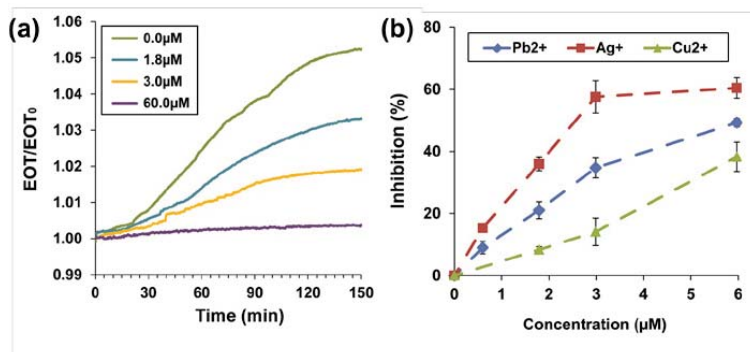 (a)
1.06
1.05
1.04
1.03
1.02
1.01
1.00
0.99
EOT/EOT₀
0.0µM
1.8µM
3.0µM
60.0µM
0 30 60 90 120 150
Time (min)
(b)
80
60
40
20
0
Inhibition (%)
Pb2+ Ag+ Cu2+
0 1 2 3 4 5 6
Concentration (µM)